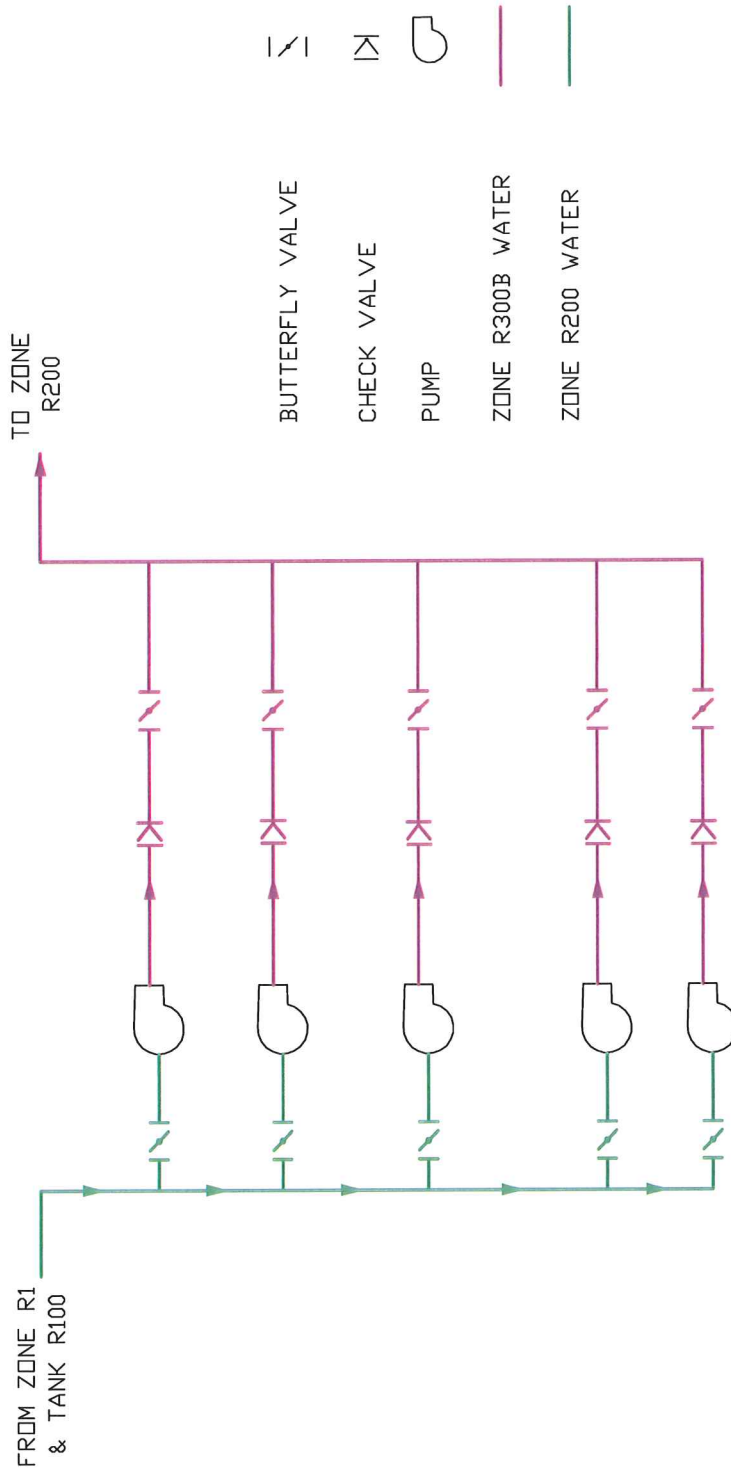 FROM ZONE R1
& TANK R100
TO ZONE
R200
BUTTERFLY VALVE
CHECK VALVE
PUMP
ZONE R300B WATER
ZONE R200 WATER